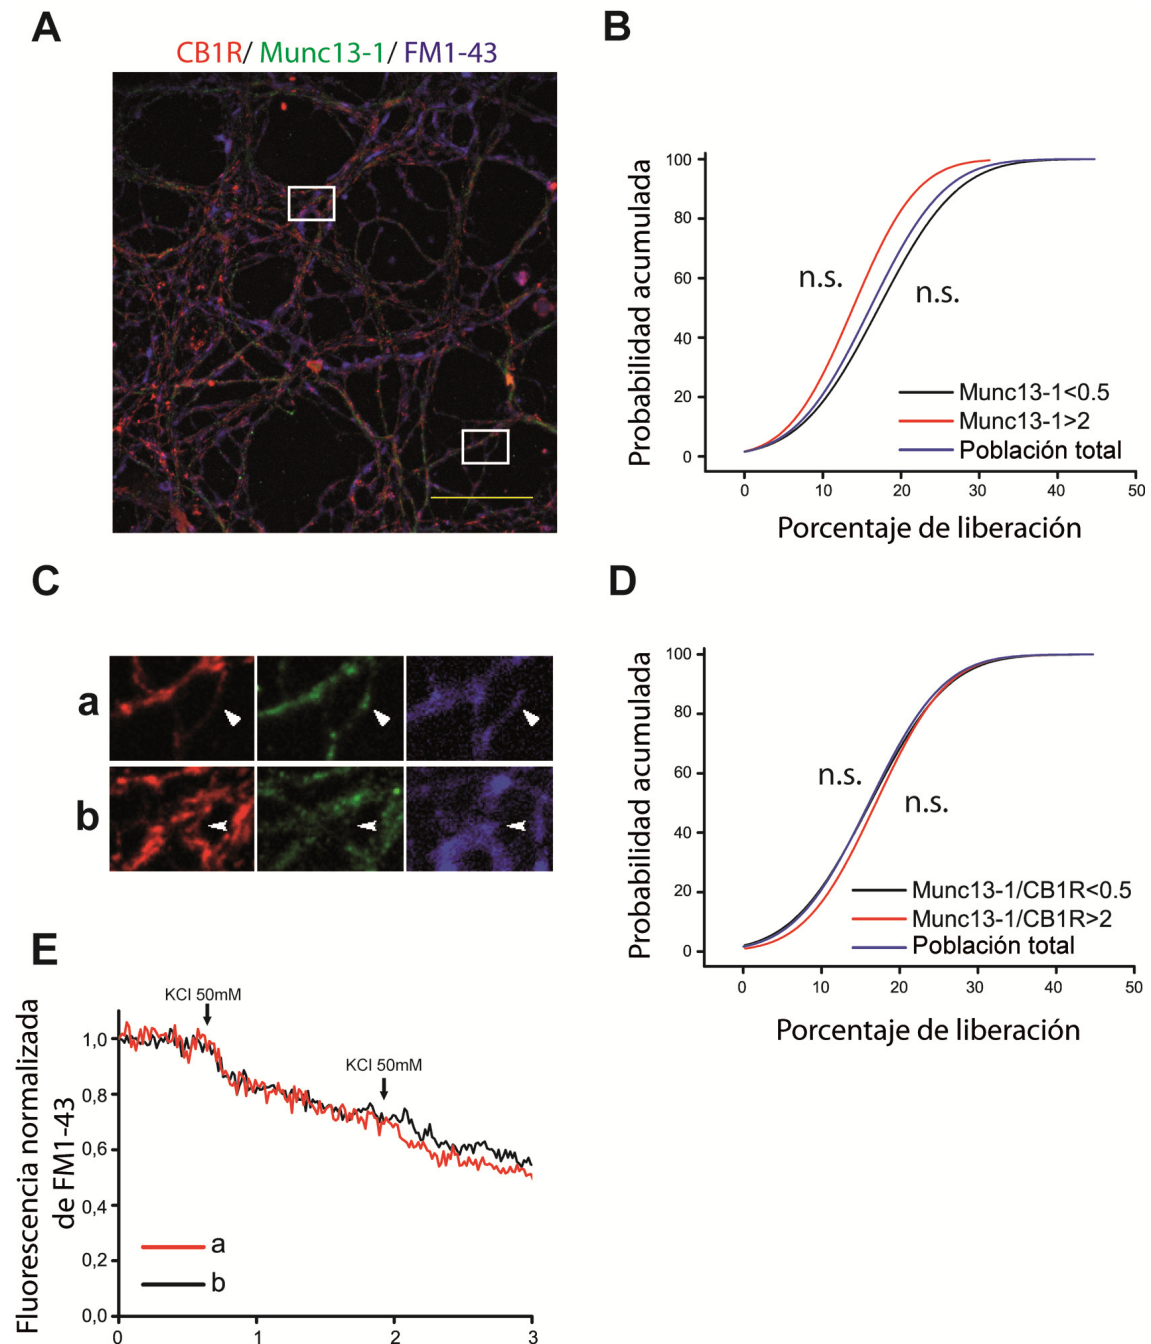 A
CB1R/ Munc13-1/ FM1-43
B
Probabilidad acumulada
100
80
60
40
20
0
n.s.
n.s.
Munc13-1<0.5
Munc13-1>2
Población total
0 10 20 30 40 50
Porcentaje de liberación
C
a
b
D
Probabilidad acumulada
100
80
60
40
20
0
n.s.
n.s.
Munc13-1/CB1R<0.5
Munc13-1/CB1R>2
Población total
0 10 20 30 40 50
Porcentaje de liberación
E
Fluorescencia normalizada
de FM1-43
KCl 50mM
KCl 50mM
1,0
0,8
0,6
0,4
0,2
0,0
a
b
0 1 2 3